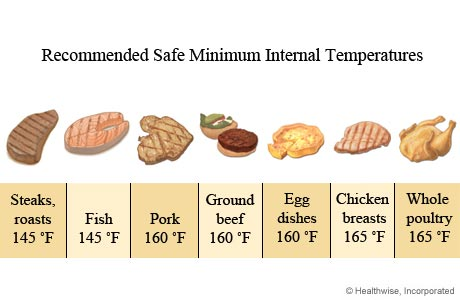 Recommended Safe Minimum Internal Temperatures
Steaks,
roasts
145 °F
Fish
145 °F
Pork
160 °F
Ground
beef
160 °F
Egg
dishes
160 °F
Chicken
breasts
165 °F
Whole
poultry
165 °F
© Healthwise, Incorporated